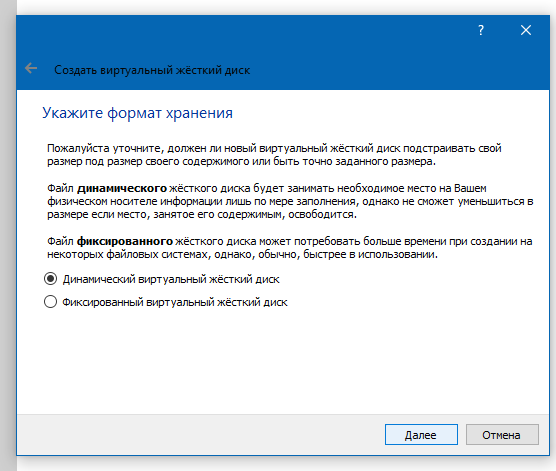 ?
Создать виртуальный жёсткий диск
Укажите формат хранения
Пожалуйста уточните, должен ли новый виртуальный жёсткий диск подстраивать свой
размер под размер своего содержимого или быть точно заданного размера.
Файл динамического жёсткого диска будет занимать необходимое место на Вашем
физическом носителе информации лишь по мере заполнения, однако не сможет уменьшиться в
размере если место, занятое его содержимым, освободится.
Файл фиксированного жёсткого диска может потребовать больше времени при создании на
некоторых файловых системах, однако, обычно, быстрее в использовании.
Динамический виртуальный жёсткий диск
Фиксированный виртуальный жёсткий диск
Далее Отмена